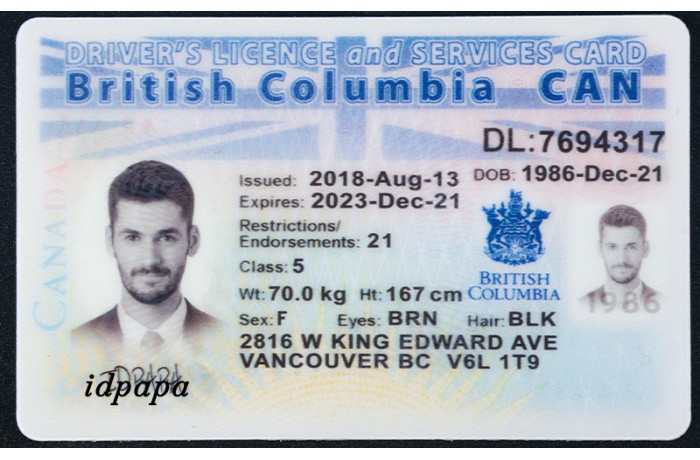 DRIVER'S LICENCE and SERVICES CARD
British Columbia CAN
DL:7694317
Issued: 2018-Aug-13 DOB: 1986-Dec-21
Expires: 2023-Dec-21
Restrictions/
Endorsements: 21
Class: 5
BRITISH
COLUMBIA
Wt: 70.0 kg Ht: 167 cm
Sex: F Eyes: BRN Hair: BLK
2816 W KING EDWARD AVE
VANCOUVER BC V6L 1T9
1986
CANADA
IDPAPA
idpapa